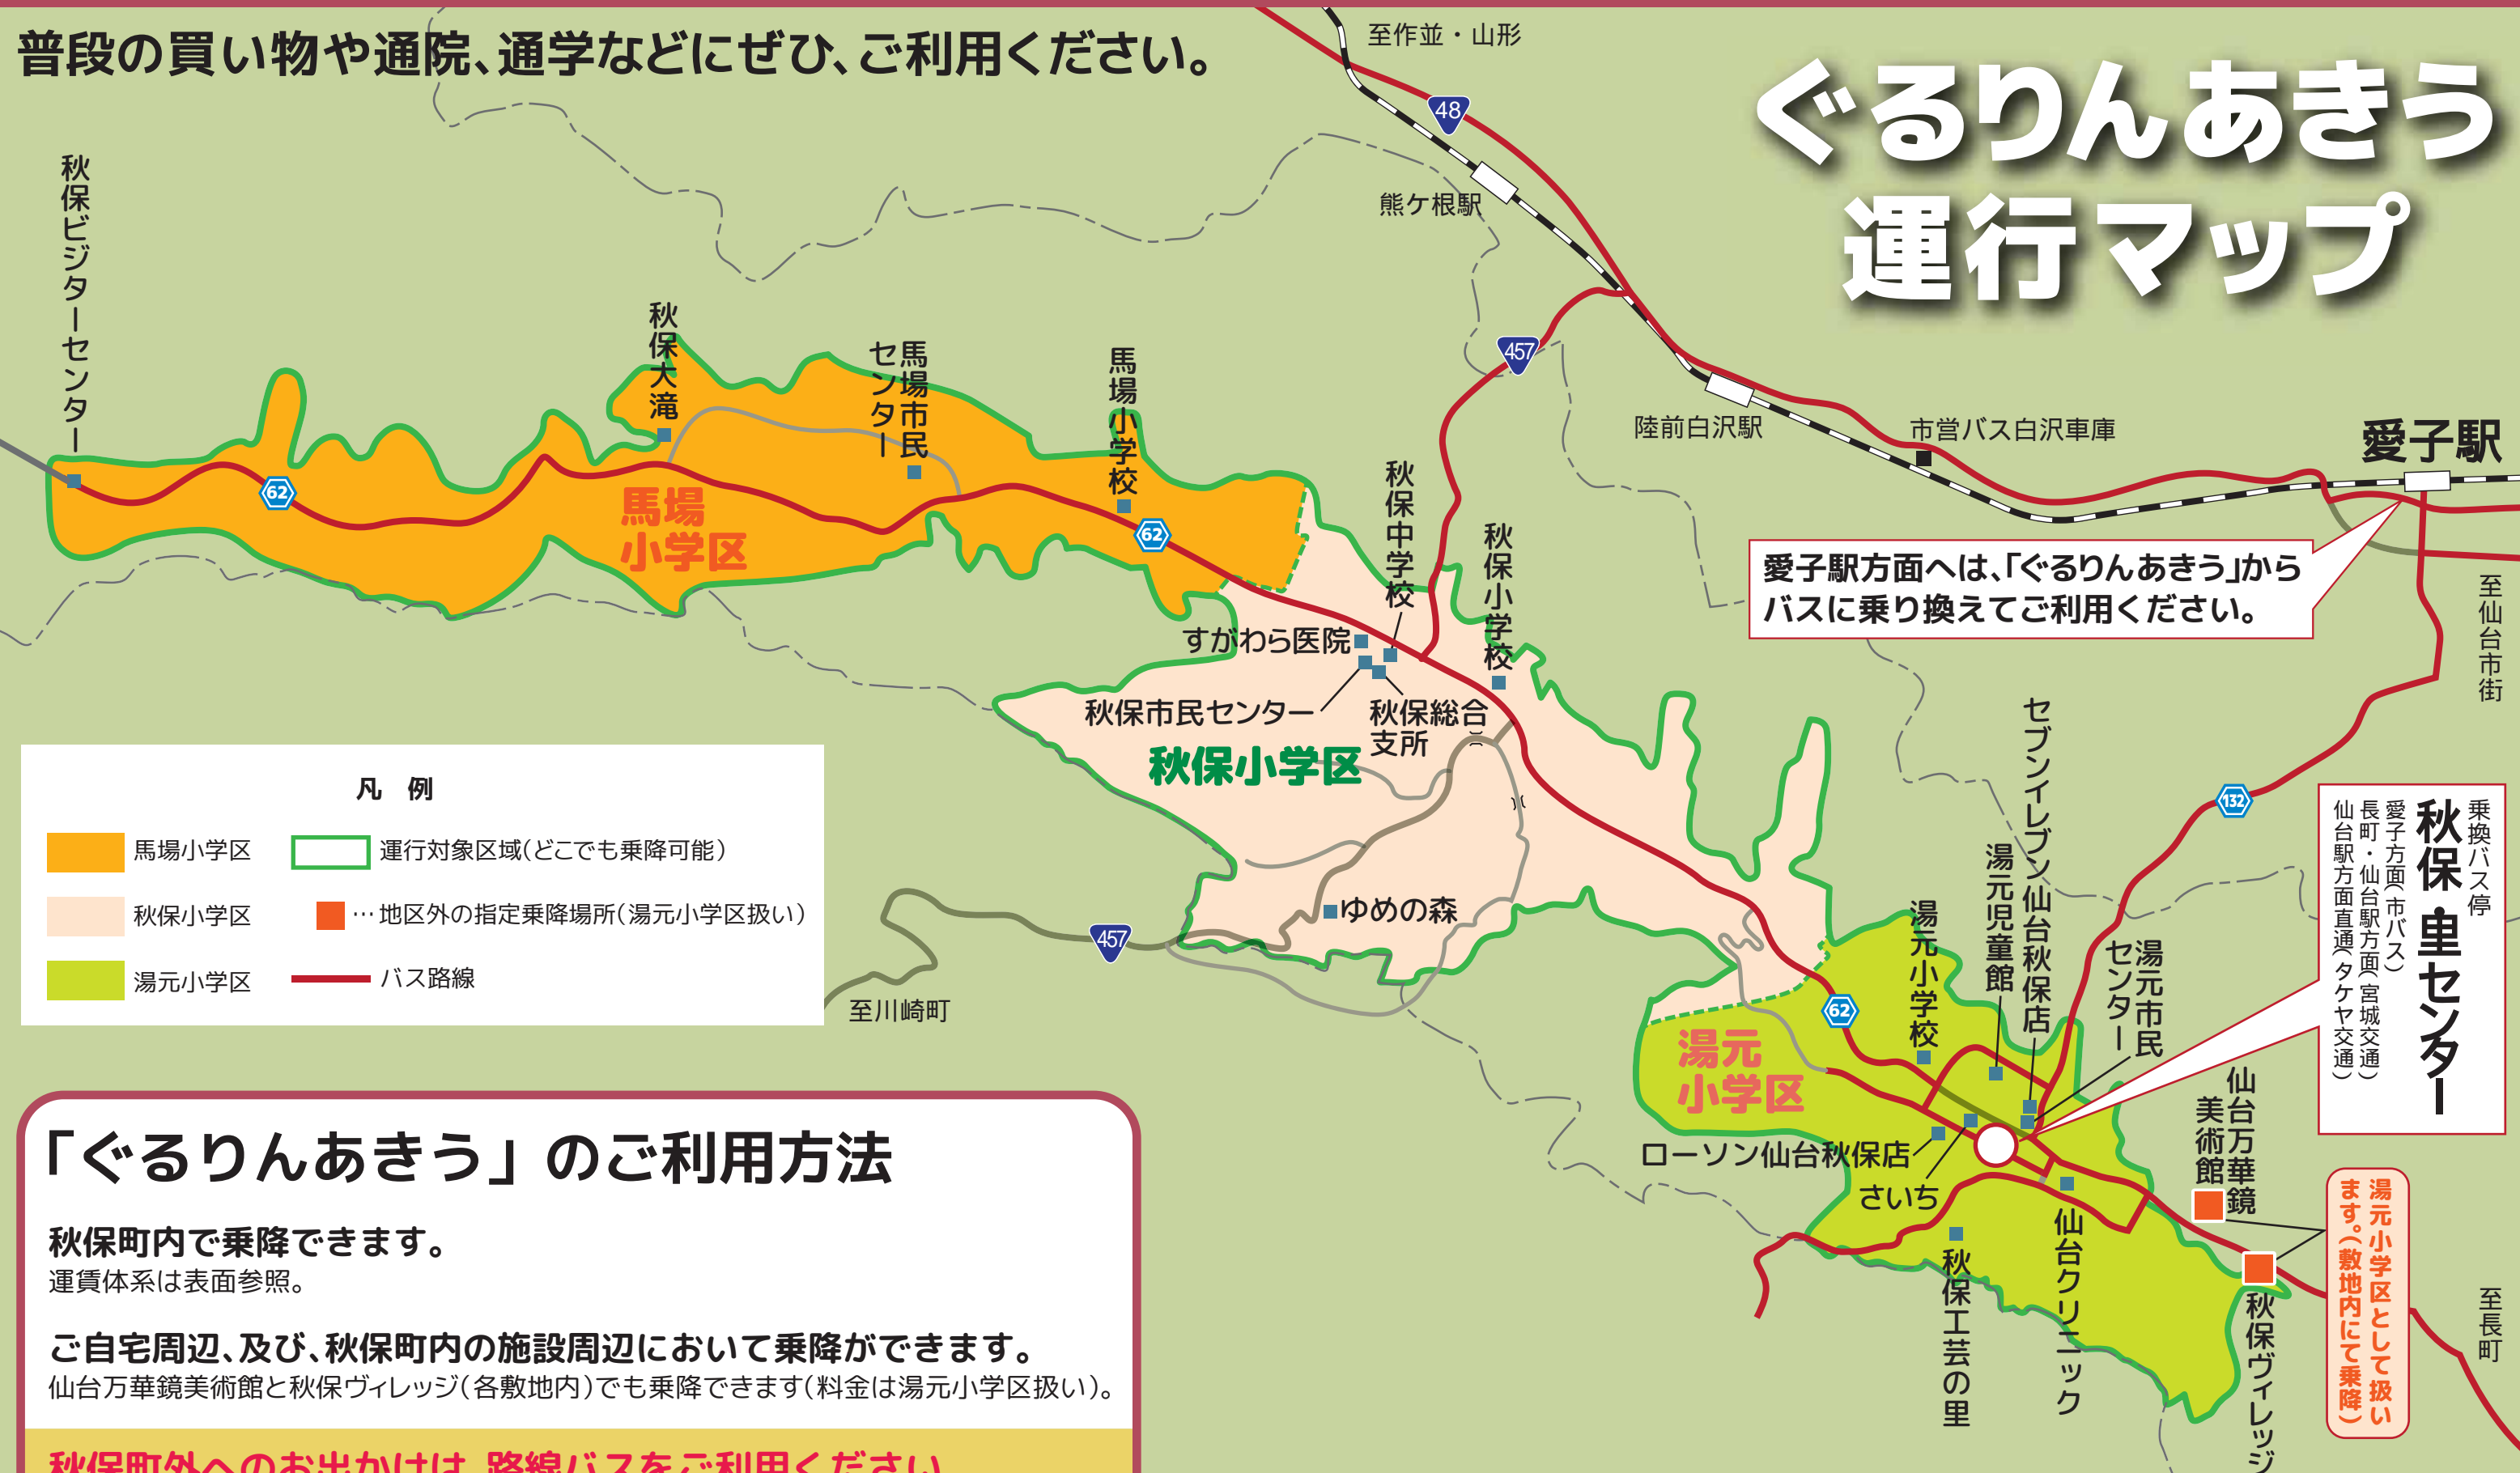 普段の買い物や通院、通学などにぜひ、ご利用ください。
ぐるりんあきう
運行マップ
至作並・山形
48
熊ケ根駅
457
陸前白沢駅
市営バス白沢車庫
愛子駅
愛子駅方面へは、「ぐるりんあきう」から
バスに乗り換えてご利用ください。
至仙台市街
132
秋保ビジターセンター
62
秋保大滝
馬場市民
センター
馬場小学校
62
馬場
小学区
秋保中学校
秋保小学校
すがわら医院
秋保市民センター
秋保総合
支所
秋保小学区
ゆめの森
457
至川崎町
凡 例
馬場小学区
運行対象区域(どこでも乗降可能)
秋保小学区
…地区外の指定乗降場所(湯元小学区扱い)
湯元小学区
バス路線
乗換バス停
秋保・里センター
愛子方面(市バス)
長町・仙台駅方面(宮城交通)
仙台駅方面直通(タケヤ交通)
セブンイレブン仙台秋保店
湯元児童館
湯元小学校
湯元市民
センター
62
湯元
小学区
ローソン仙台秋保店
さいち
仙台万華鏡
美術館
仙台クリニック
秋保工芸の里
秋保ヴィレッジ
湯元小学区として扱い
ます。(敷地内にて乗降)
至長町
「ぐるりんあきう」のご利用方法
秋保町内で乗降できます。
運賃体系は表面参照。
ご自宅周辺、及び、秋保町内の施設周辺において乗降ができます。
仙台万華鏡美術館と秋保ヴィレッジ(各敷地内)でも乗降できます(料金は湯元小学区扱い)。
秋保町外へのお出かけは、路線バスをご利用ください